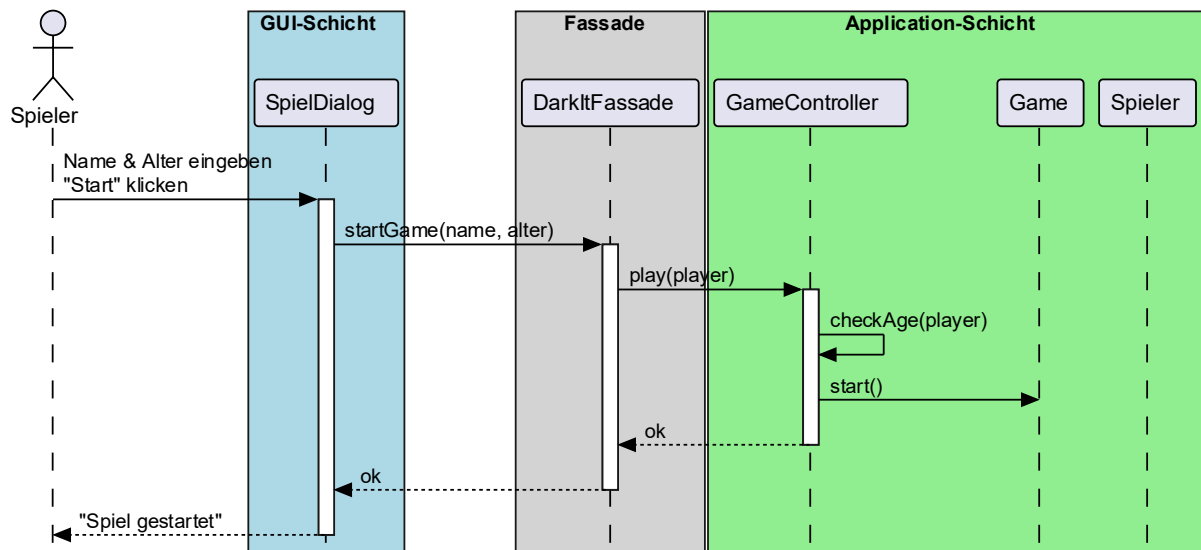 GUI-Schicht
Fassade
Application-Schicht
Spieler
SpielDialog
DarkItFassade
GameController
Game
Spieler
Name & Alter eingeben
"Start" klicken
startGame(name, alter)
play(player)
checkAge(player)
start()
ok
ok
"Spiel gestartet"